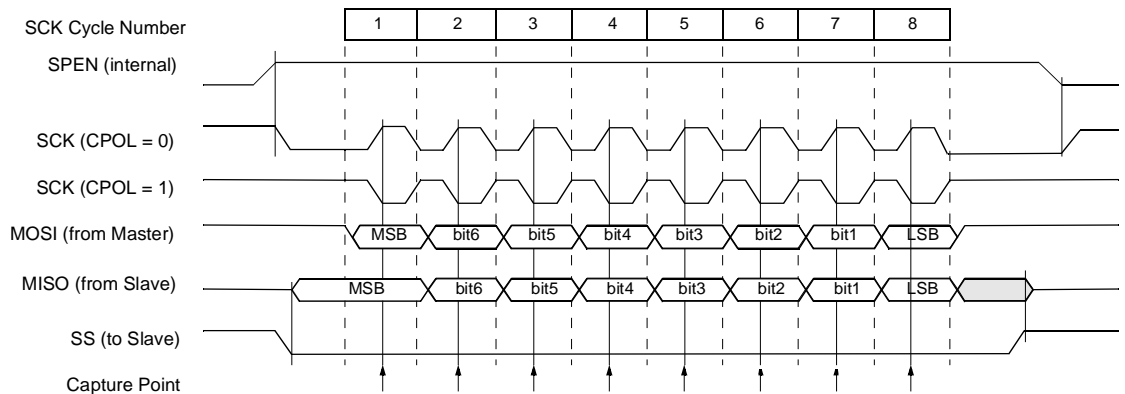 SCK Cycle Number 1 2 3 4 5 6 7 8
SPEN (internal)
SCK (CPOL = 0)
SCK (CPOL = 1)
MOSI (from Master) MSB bit6 bit5 bit4 bit3 bit2 bit1 LSB
MISO (from Slave) MSB bit6 bit5 bit4 bit3 bit2 bit1 LSB
SS (to Slave)
Capture Point